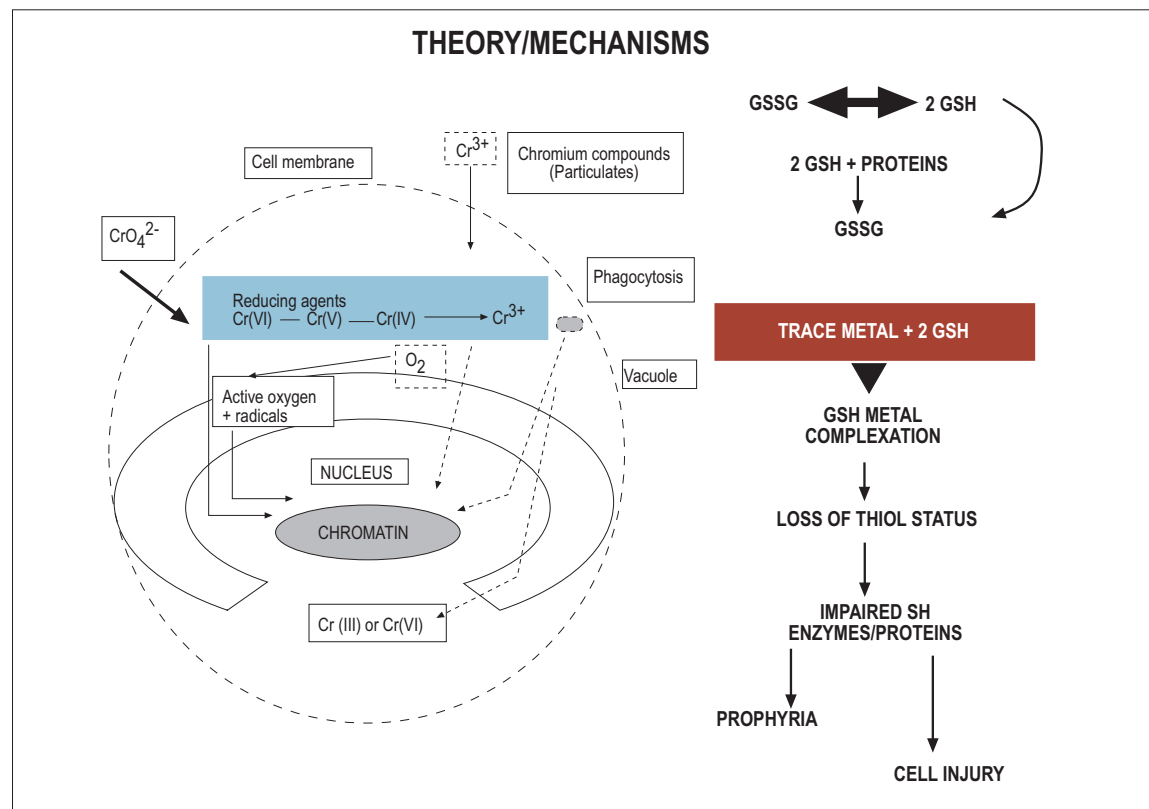 THEORY/MECHANISMS
Cell membrane
Cr3+
Chromium compounds
(Particulates)
CrO42-
Reducing agents
Cr(VI) — Cr(V) — Cr(IV) Cr3+
Phagocytosis
O2
Vacuole
Active oxygen
+ radicals
NUCLEUS
CHROMATIN
Cr (III) or Cr(VI)
GSSG 2 GSH
2 GSH + PROTEINS
GSSG
TRACE METAL + 2 GSH
GSH METAL
COMPLEXATION
LOSS OF THIOL STATUS
IMPAIRED SH
ENZYMES/PROTEINS
PROPHYRIA
CELL INJURY